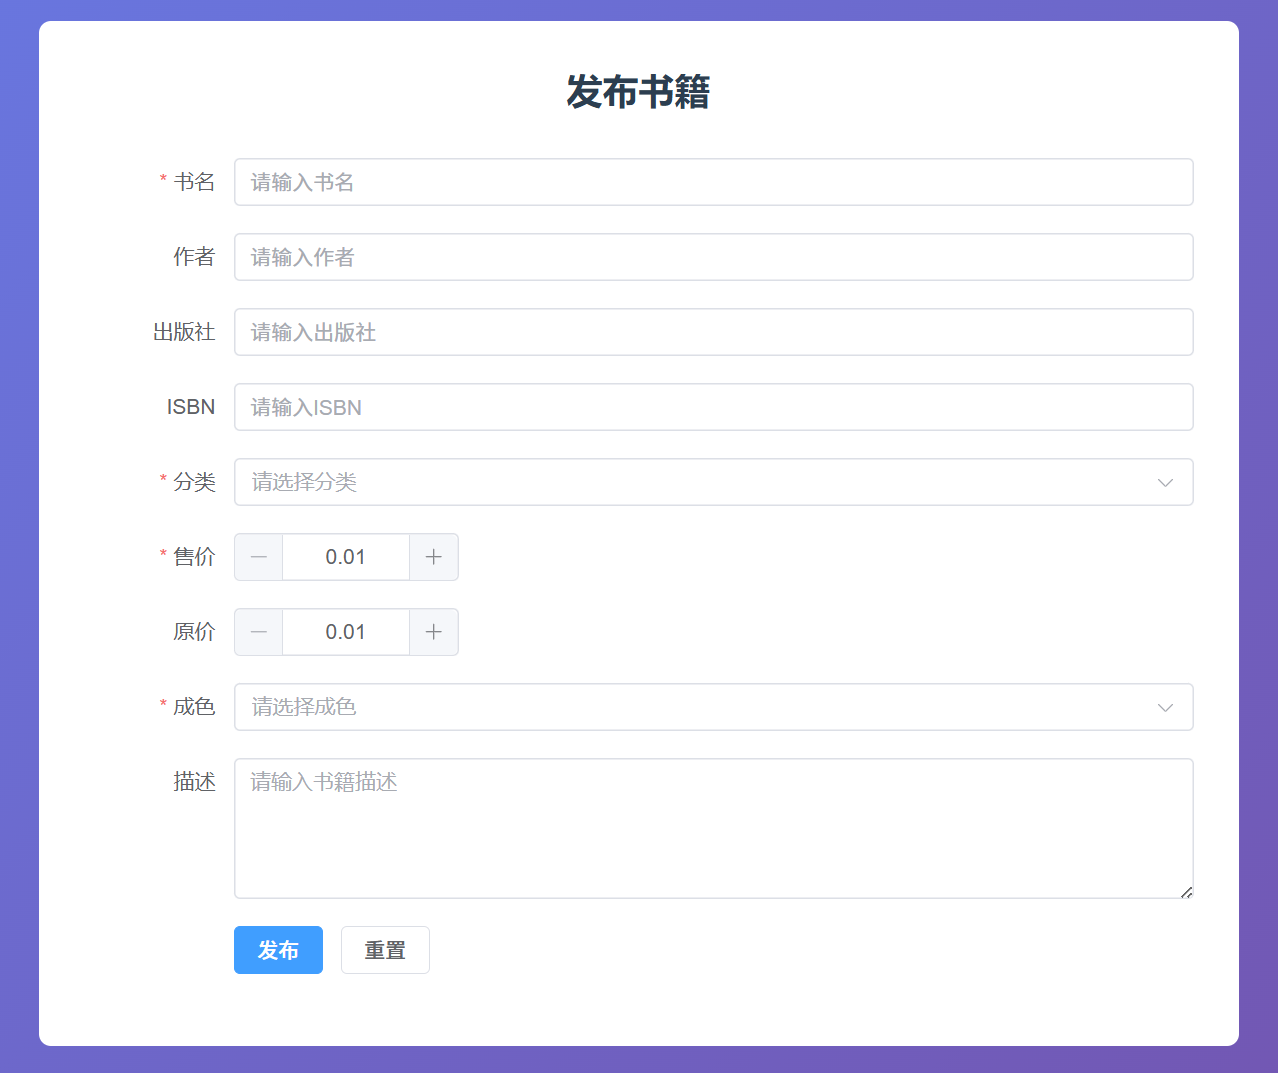 发布书籍
* 书名 请输入书名
作者 请输入作者
出版社 请输入出版社
ISBN 请输入ISBN
* 分类 请选择分类
* 售价 0.01
原价 0.01
* 成色 请选择成色
描述 请输入书籍描述
发布 重置